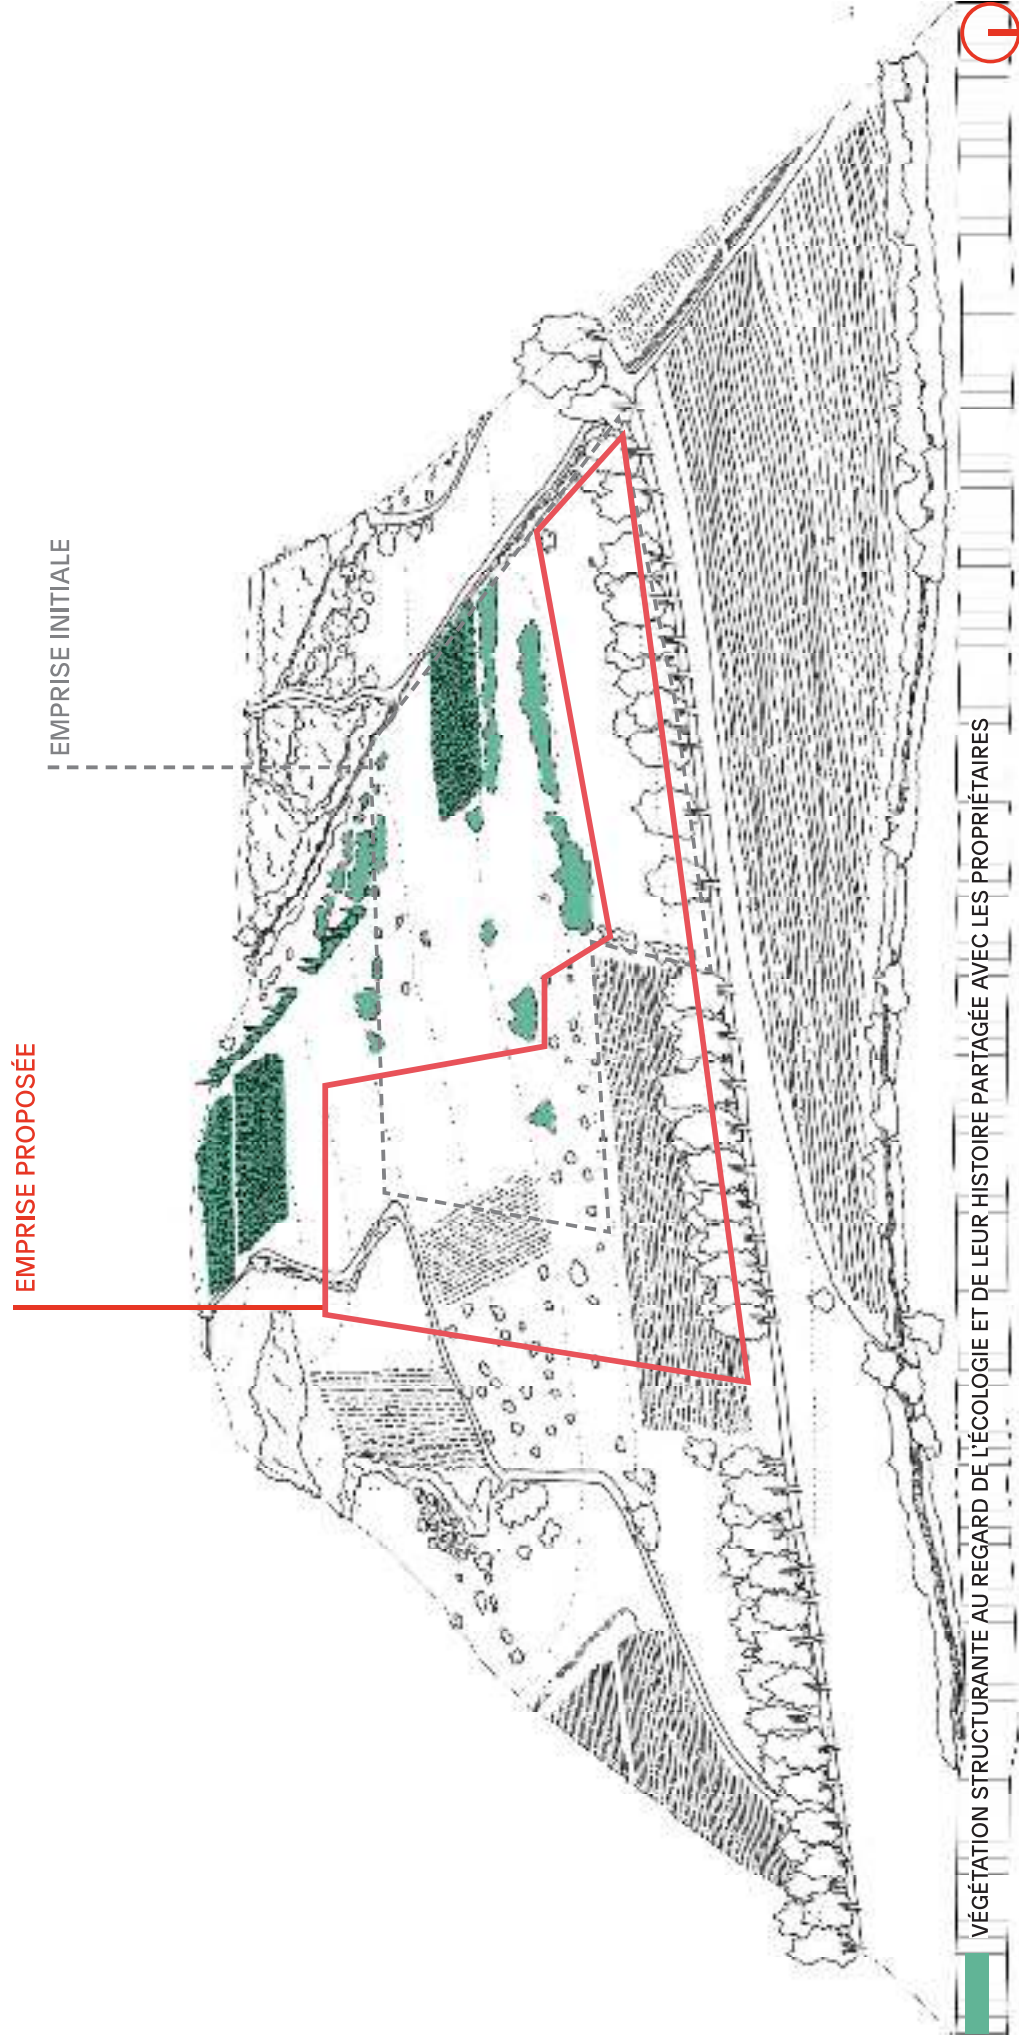 EMPRISE PROPOSÉE
EMPRISE INITIALE
VÉGÉTATION STRUCTURANTE AU REGARD DE L'ÉCOLOGIE ET DE LEUR HISTOIRE PARTAGÉE AVEC LES PROPRIÉTAIRES